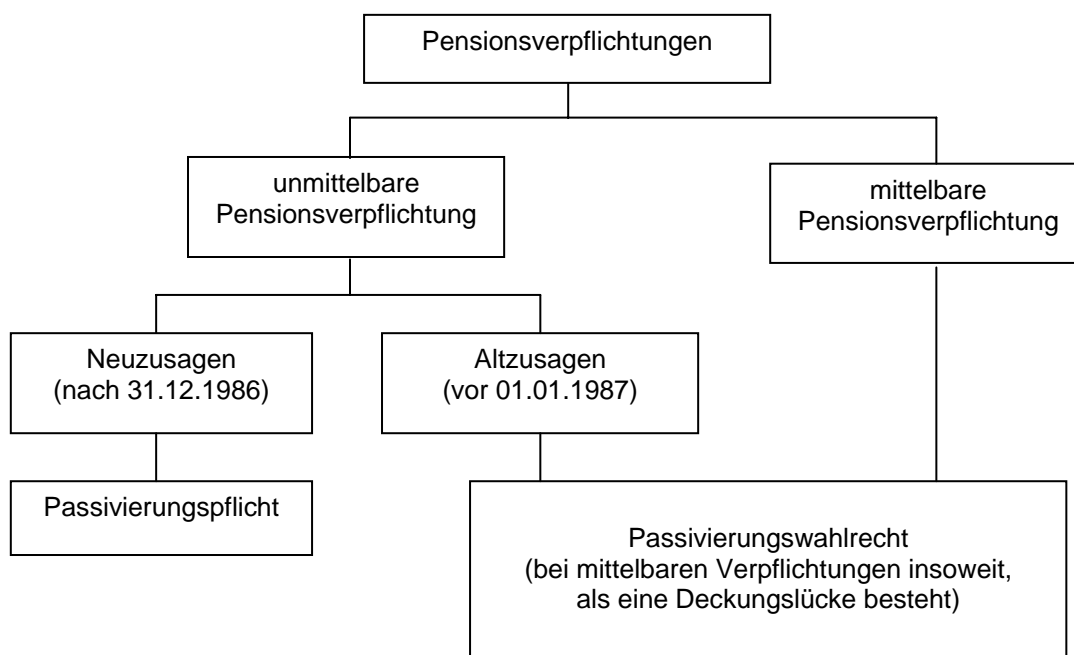 Pensionsverpflichtungen
unmittelbare
Pensionsverpflichtung
mittelbare
Pensionsverpflichtung
Neuzusagen
(nach 31.12.1986)
Altzusagen
(vor 01.01.1987)
Passivierungspflicht
Passivierungswahlrecht
(bei mittelbaren Verpflichtungen insoweit,
als eine Deckungslücke besteht)